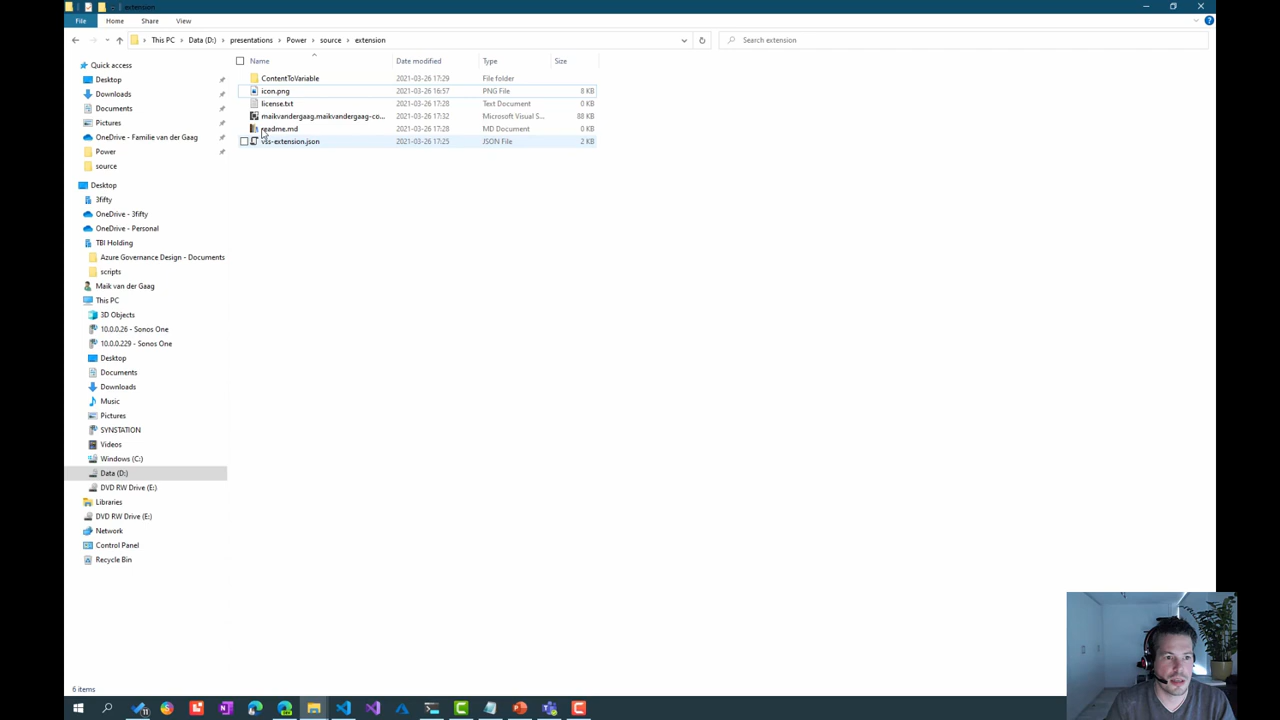 extension
File Home Share View
This PC Data (D:) presentations Power source extension Search extension
Name Date modified Type Size
Quick access
Desktop
Downloads
Documents
Pictures
OneDrive - Familie van der Gaag
Power
source
Desktop
3fifty
OneDrive - 3fifty
OneDrive - Personal
TBI Holding
Azure Governance Design - Documents
scripts
Maik van der Gaag
This PC
3D Objects
10.0.0.26 - Sonos One
10.0.0.229 - Sonos One
Desktop
Documents
Downloads
Music
Pictures
SYNSTATION
Videos
Windows (C:)
Data (D:)
DVD RW Drive (E:)
Libraries
DVD RW Drive (E:)
Network
Control Panel
Recycle Bin
ContentToVariable 2021-03-26 17:29 File folder
icon.png 2021-03-26 16:57 PNG File 8 KB
license.txt 2021-03-26 17:28 Text Document 0 KB
maikvandergaag.maikvandergaag-co... 2021-03-26 17:32 Microsoft Visual S... 88 KB
readme.md 2021-03-26 17:28 MD Document 0 KB
vss-extension.json 2021-03-26 17:25 JSON File 2 KB
6 items